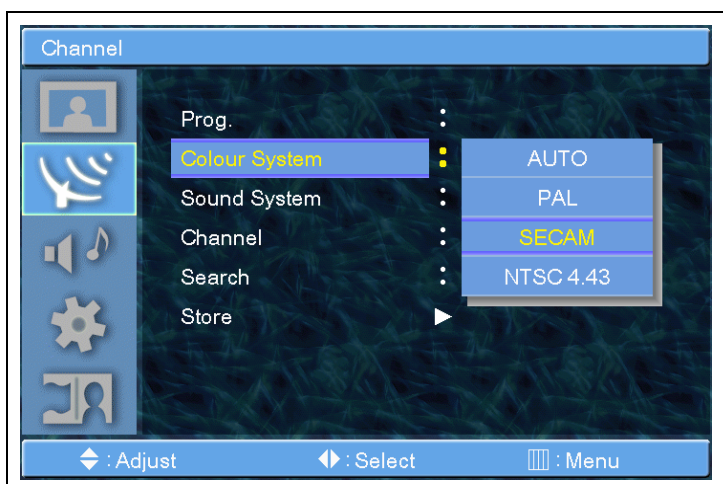 Channel
Prog. :
Colour System : AUTO
PAL
Sound System :
Channel : SECAM
Search : NTSC 4.43
Store
: Adjust : Select : Menu